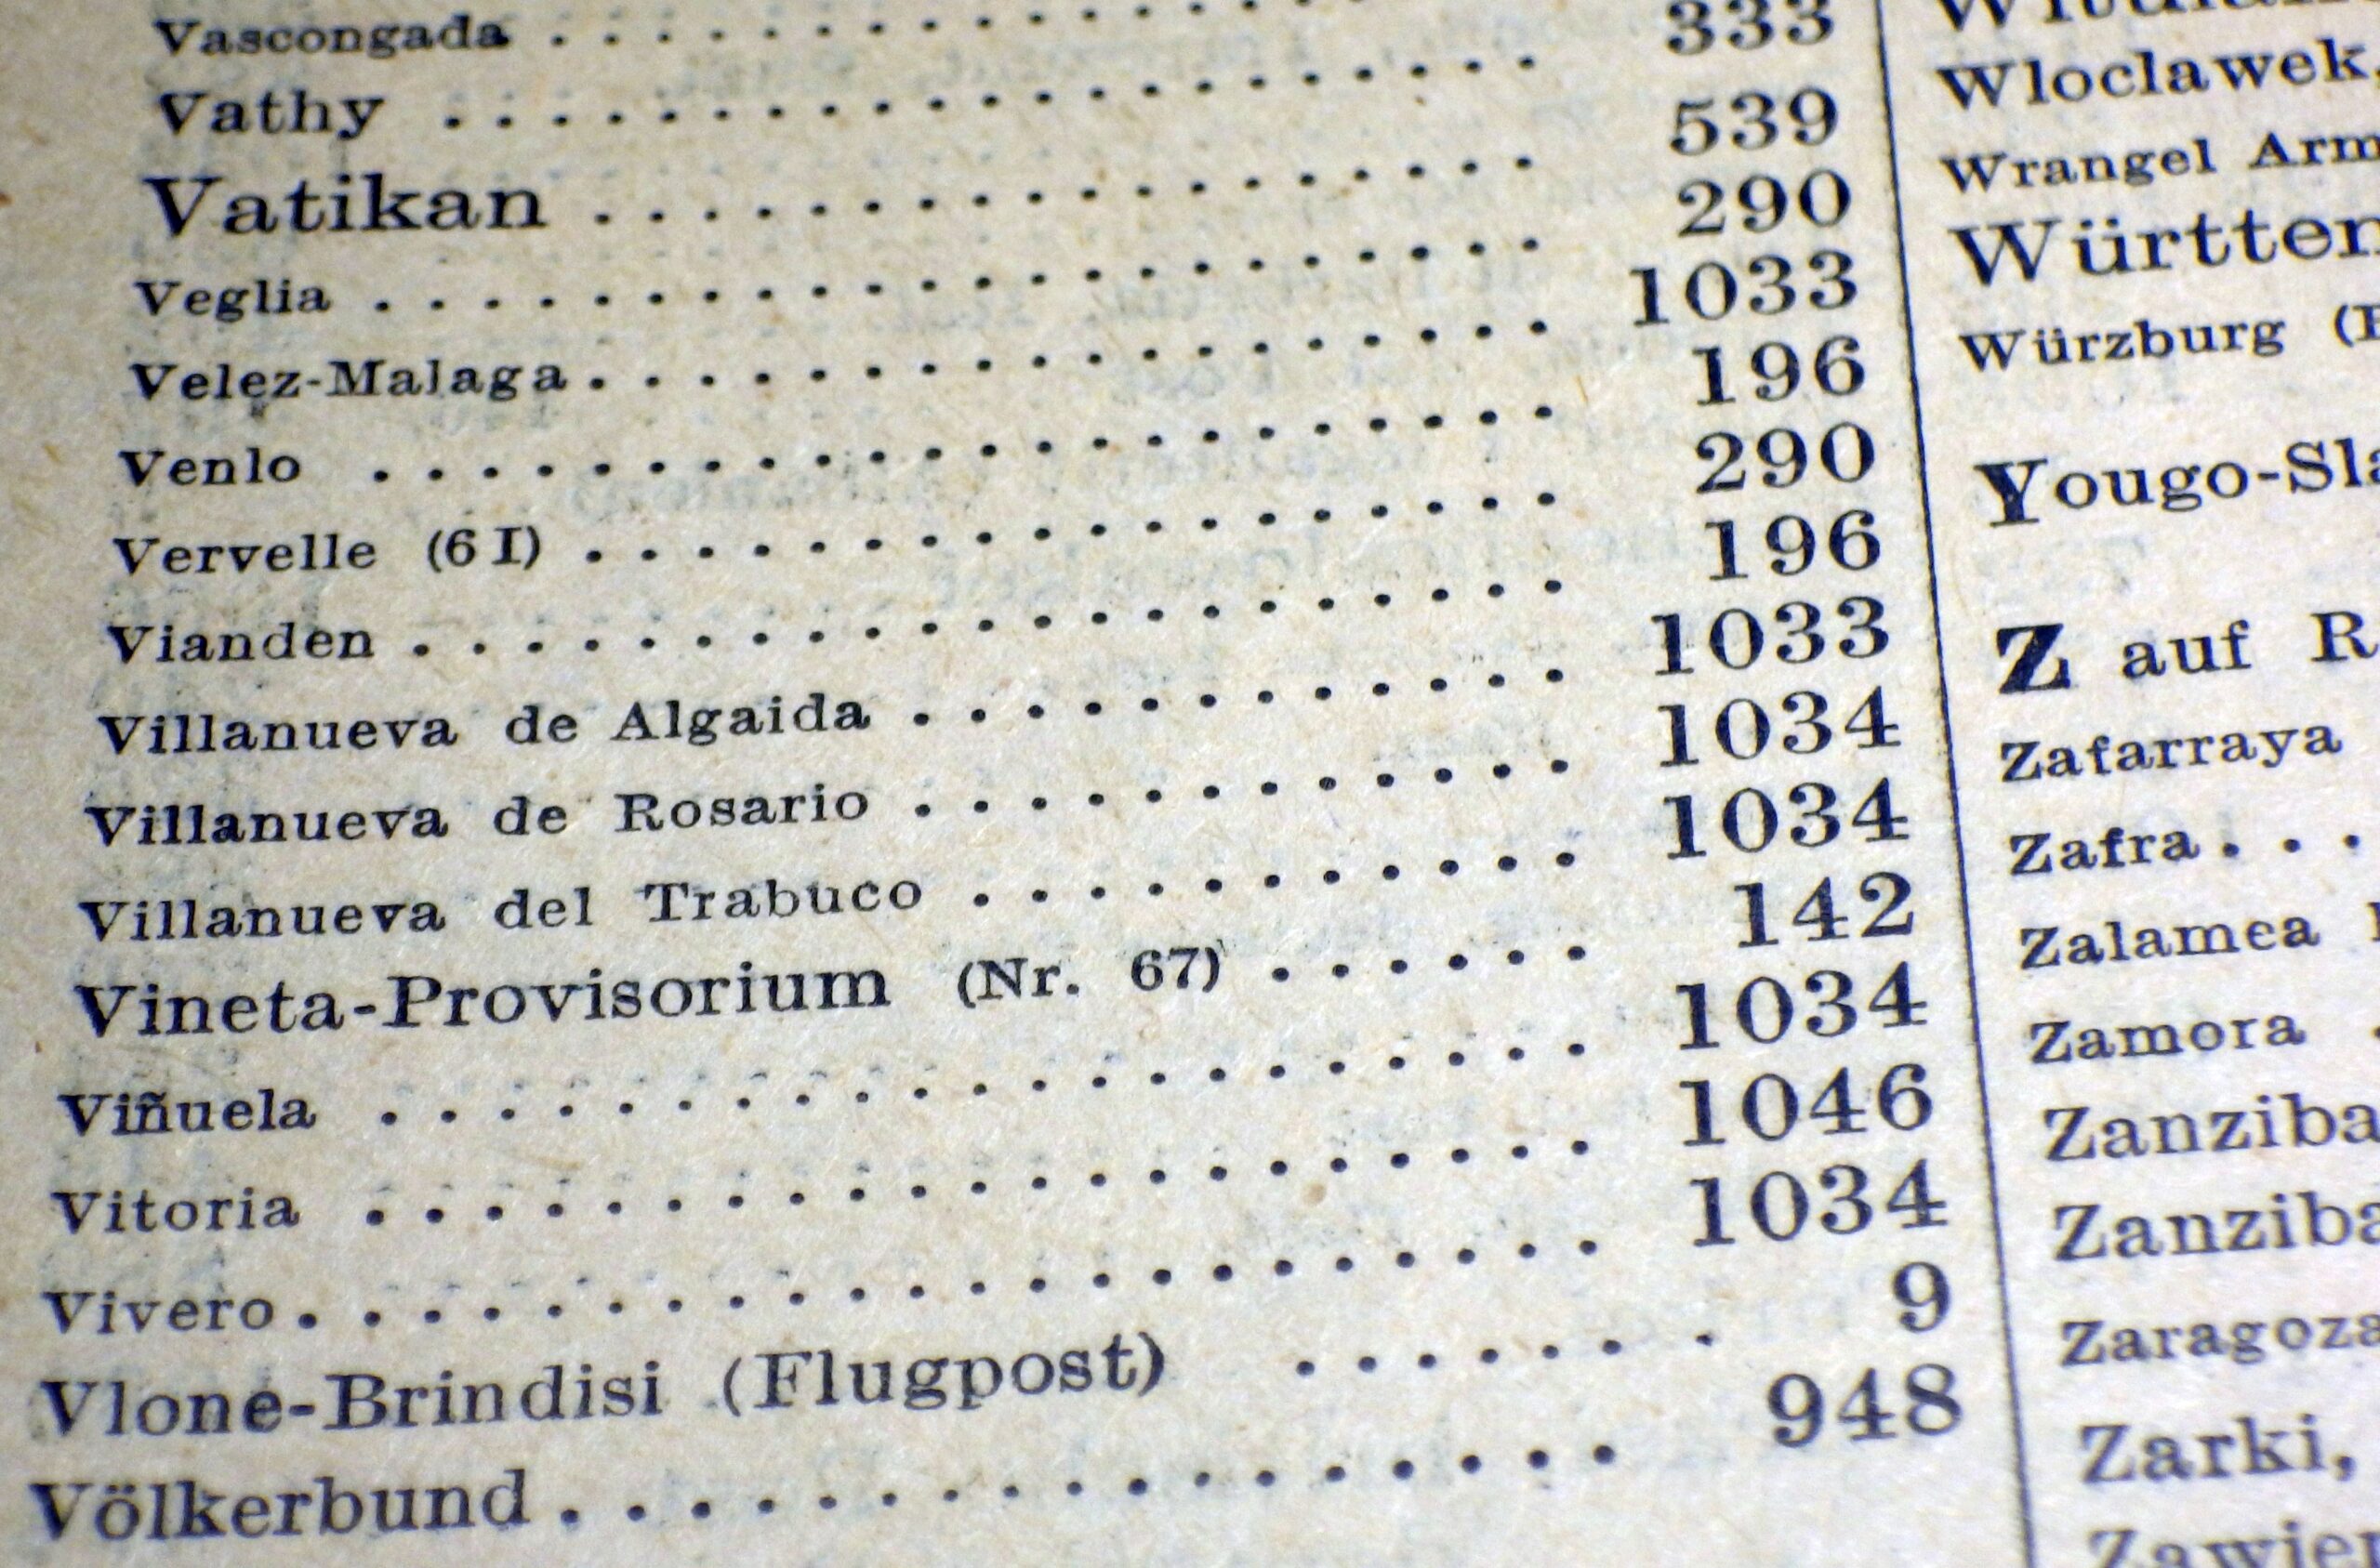 Vascongada . . . . . . . . . . . . . . .
Vathy . . . . . . . . . . . . . . . . . . . . 333
Vatikan . . . . . . . . . . . . . . . . . . 539
Veglia . . . . . . . . . . . . . . . . . . . . . 290
Velez-Malaga . . . . . . . . . . . . . . . . . . 1033
Venlo . . . . . . . . . . . . . . . . . . . . . . 196
Vervelle (6 I) . . . . . . . . . . . . . . . . . . 290
Vianden . . . . . . . . . . . . . . . . . . . . . 196
Villanueva de Algaida . . . . . . . . . . . . 1033
Villanueva de Rosario . . . . . . . . . . . . 1034
Villanueva del Trabuco . . . . . . . . . . . 1034
Vineta-Provisorium (Nr. 67) . . . . . . 142
Viñuela . . . . . . . . . . . . . . . . . . . . . 1034
Vitoria . . . . . . . . . . . . . . . . . . . . . 1046
Vivero . . . . . . . . . . . . . . . . . . . . . . 1034
Vlone-Brindisi (Flugpost) . . . . . . . 9
Völkerbund . . . . . . . . . . . . . . . . . 948
Wloclawek,
Wrangel Arm
Württem
Würzburg (
Yougo-Sla
Z auf R
Zafarraya
Zafra . . .
Zalamea
Zamora
Zanziba
Zanziba
Zaragoza
Zarki,